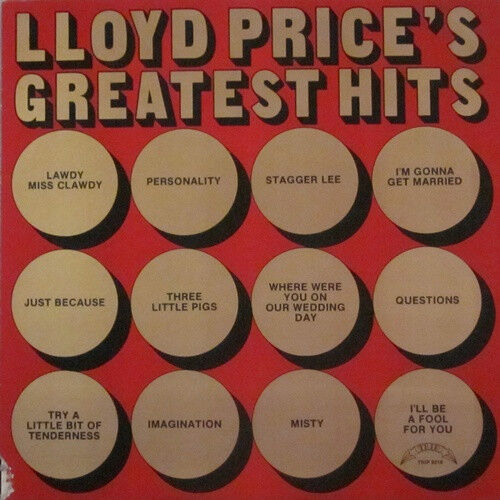 LLOYD PRICE'S
GREATEST HITS
LAWDY
MISS CLAWDY
PERSONALITY
STAGGER LEE
I'M GONNA
GET MARRIED
JUST BECAUSE
THREE
LITTLE PIGS
WHERE WERE
YOU ON
OUR WEDDING
DAY
QUESTIONS
TRY A
LITTLE BIT OF
TENDERNESS
IMAGINATION
MISTY
I'LL BE
A FOOL
FOR YOU
TRIP